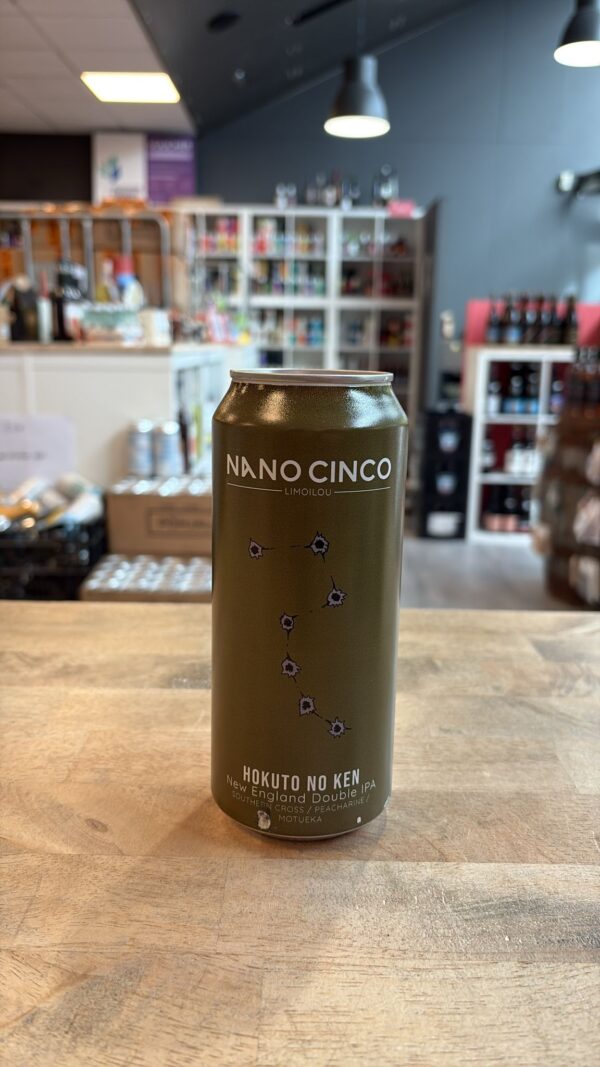 NANO CINCO
LIMOILOU
HOKUTO NO KEN
New England Double IPA
SOUTHERN CROSS / PEACHARINE /
MOTUEKA